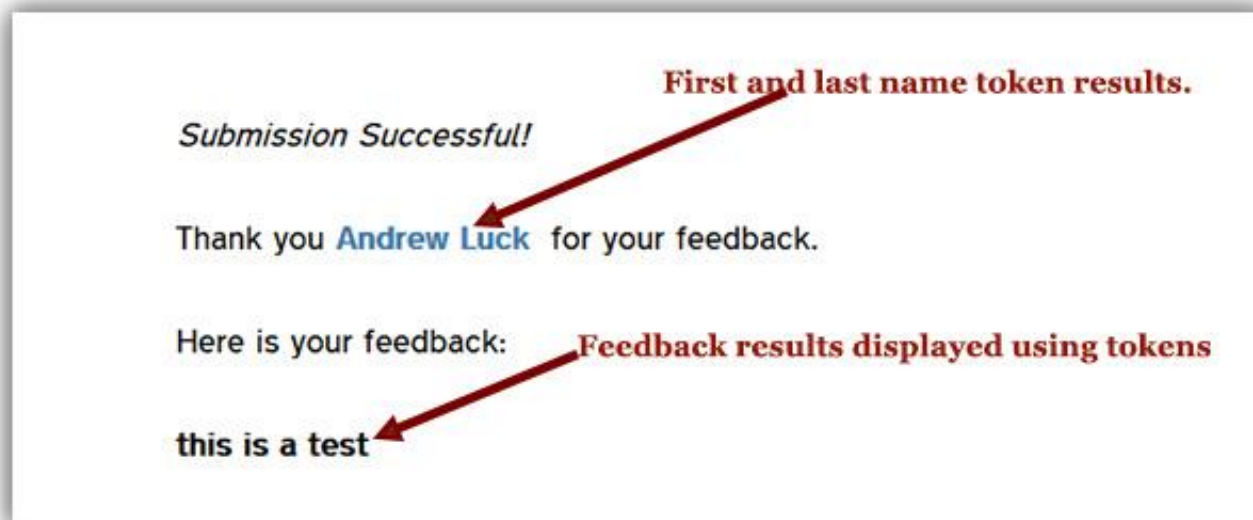 First and last name token results.
Submission Successful!
Thank you Andrew Luck for your feedback.
Here is your feedback:
Feedback results displayed using tokens
this is a test